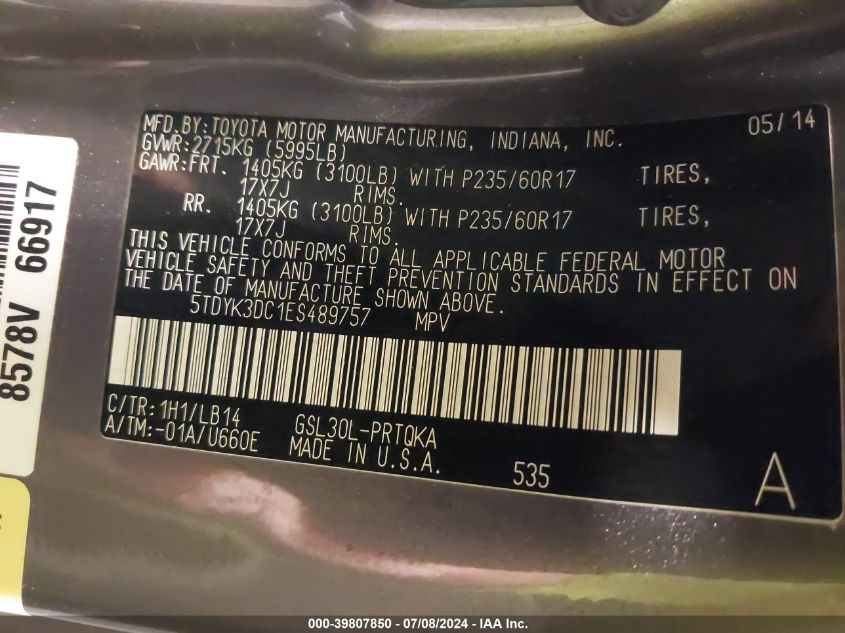 MFD.BY:TOYOTA MOTOR MANUFACTURING, INDIANA, INC. 05/14
GVWR:2715KG (5995LB)
GAWR:FRT. 1405KG (3100LB) WITH P235/60R17 TIRES,
17X7J RIMS.
RR. 1405KG (3100LB) WITH P235/60R17 TIRES,
17X7J RIMS.
THIS VEHICLE CONFORMS TO ALL APPLICABLE FEDERAL MOTOR
VEHICLE SAFETY AND THEFT PREVENTION STANDARDS IN EFFECT ON
THE DATE OF MANUFACTURE SHOWN ABOVE.
5TDYK3DC1ES489757 MPV
C/TR:1H1/LB14 GSL30L-PRTQKA
A/TM:-01A/U660E MADE IN U.S.A. 535 A
8578V 66917
000-39807850 - 07/08/2024 - IAA Inc.